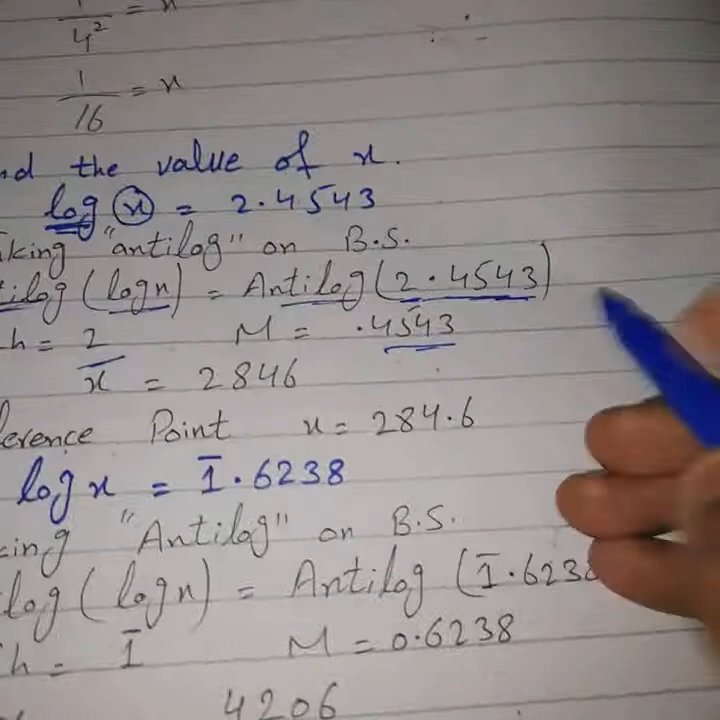 1/4² = x
1/16 = x
the value of x.
log x = 2.4543
"antilog" on B.S.
(log x) = Antilog (2.4543)
h = 2 M = .4543
x = 2846
Point x = 284.6
log x = 1̅.6238
"Antilog" on B.S.
log (log x) = Antilog (1̅.623
h = 1̅ M = 0.6238
4206